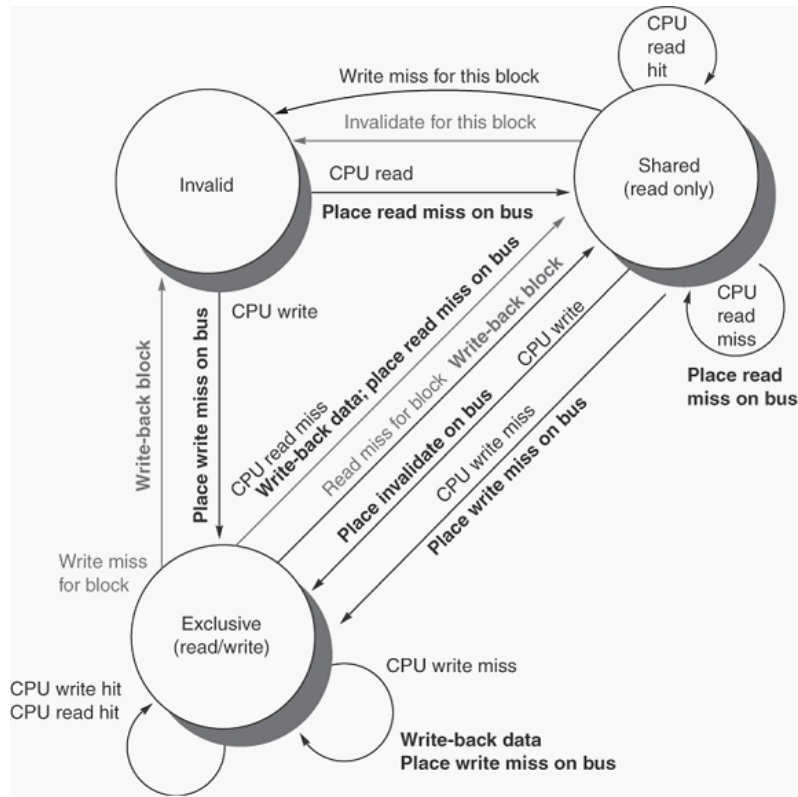 CPU
read
hit
Write miss for this block
Invalidate for this block
Invalid
CPU read
Place read miss on bus
Shared
(read only)
CPU write
Place write miss on bus
Write-back block
Write miss
for block
CPU read miss
Write-back data; place read miss on bus
Read miss for block Write-back block
CPU write
Place invalidate on bus
CPU write miss
Place write miss on bus
CPU
read
miss
Place read
miss on bus
Exclusive
(read/write)
CPU write hit
CPU read hit
CPU write miss
Write-back data
Place write miss on bus